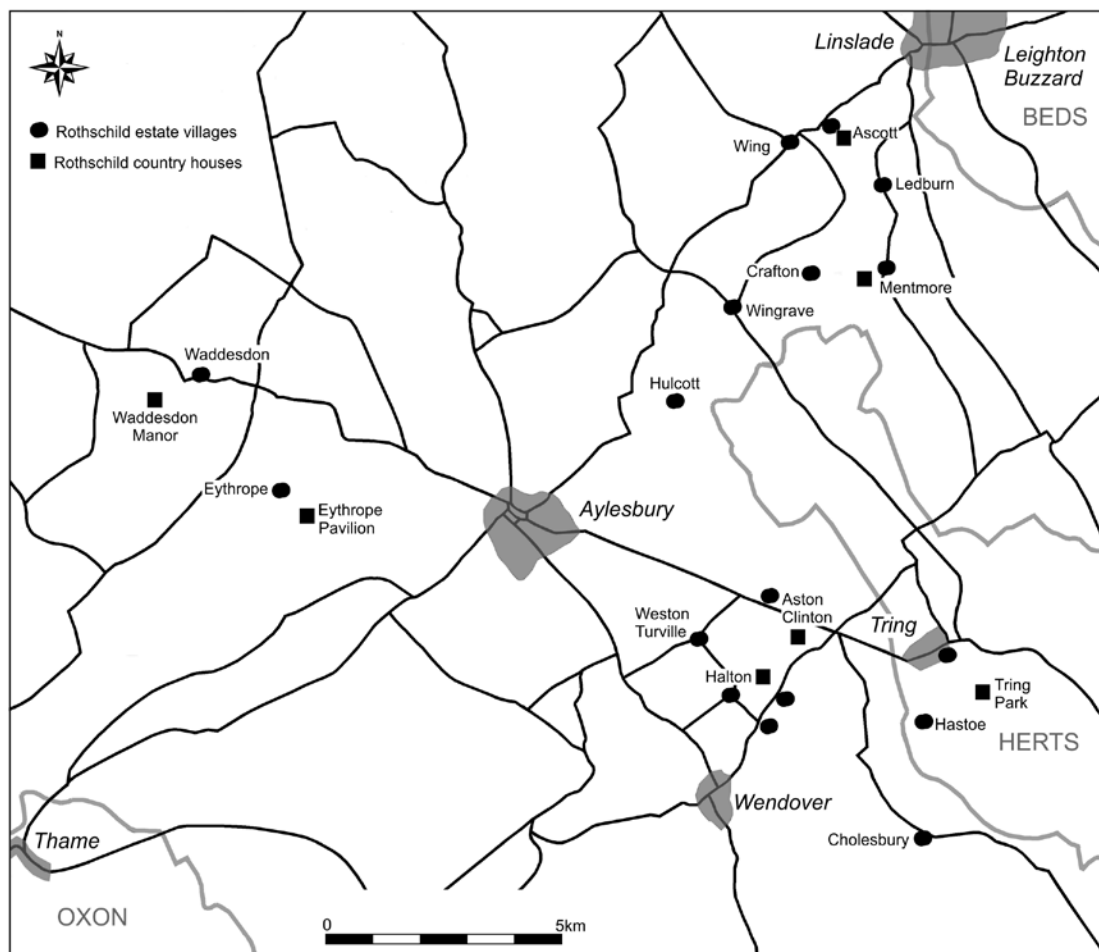 N
Rothschild estate villages
Rothschild country houses
Linslade
Leighton
Buzzard
BEDS
Wing
Ascott
Ledburn
Crafton
Mentmore
Wingrave
Waddesdon
Waddesdon
Manor
Hulcott
Eythrope
Eythrope
Pavilion
Aylesbury
Aston
Clinton
Weston
Turville
Tring
Halton
Tring
Park
Hastoe
HERTS
Wendover
Thame
Cholesbury
OXON
0
5km